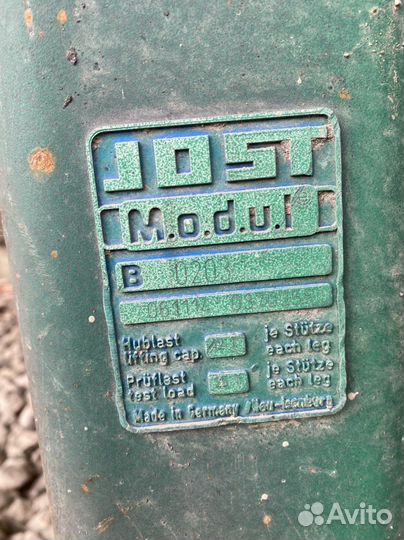 JOST
M.o.d.u.l ®
B 0203
Hublast je Stütze
lifting cap. each leg
Prüflast je Stütze
test load each leg
Made in Germany /Neu-Isenburg
Avito